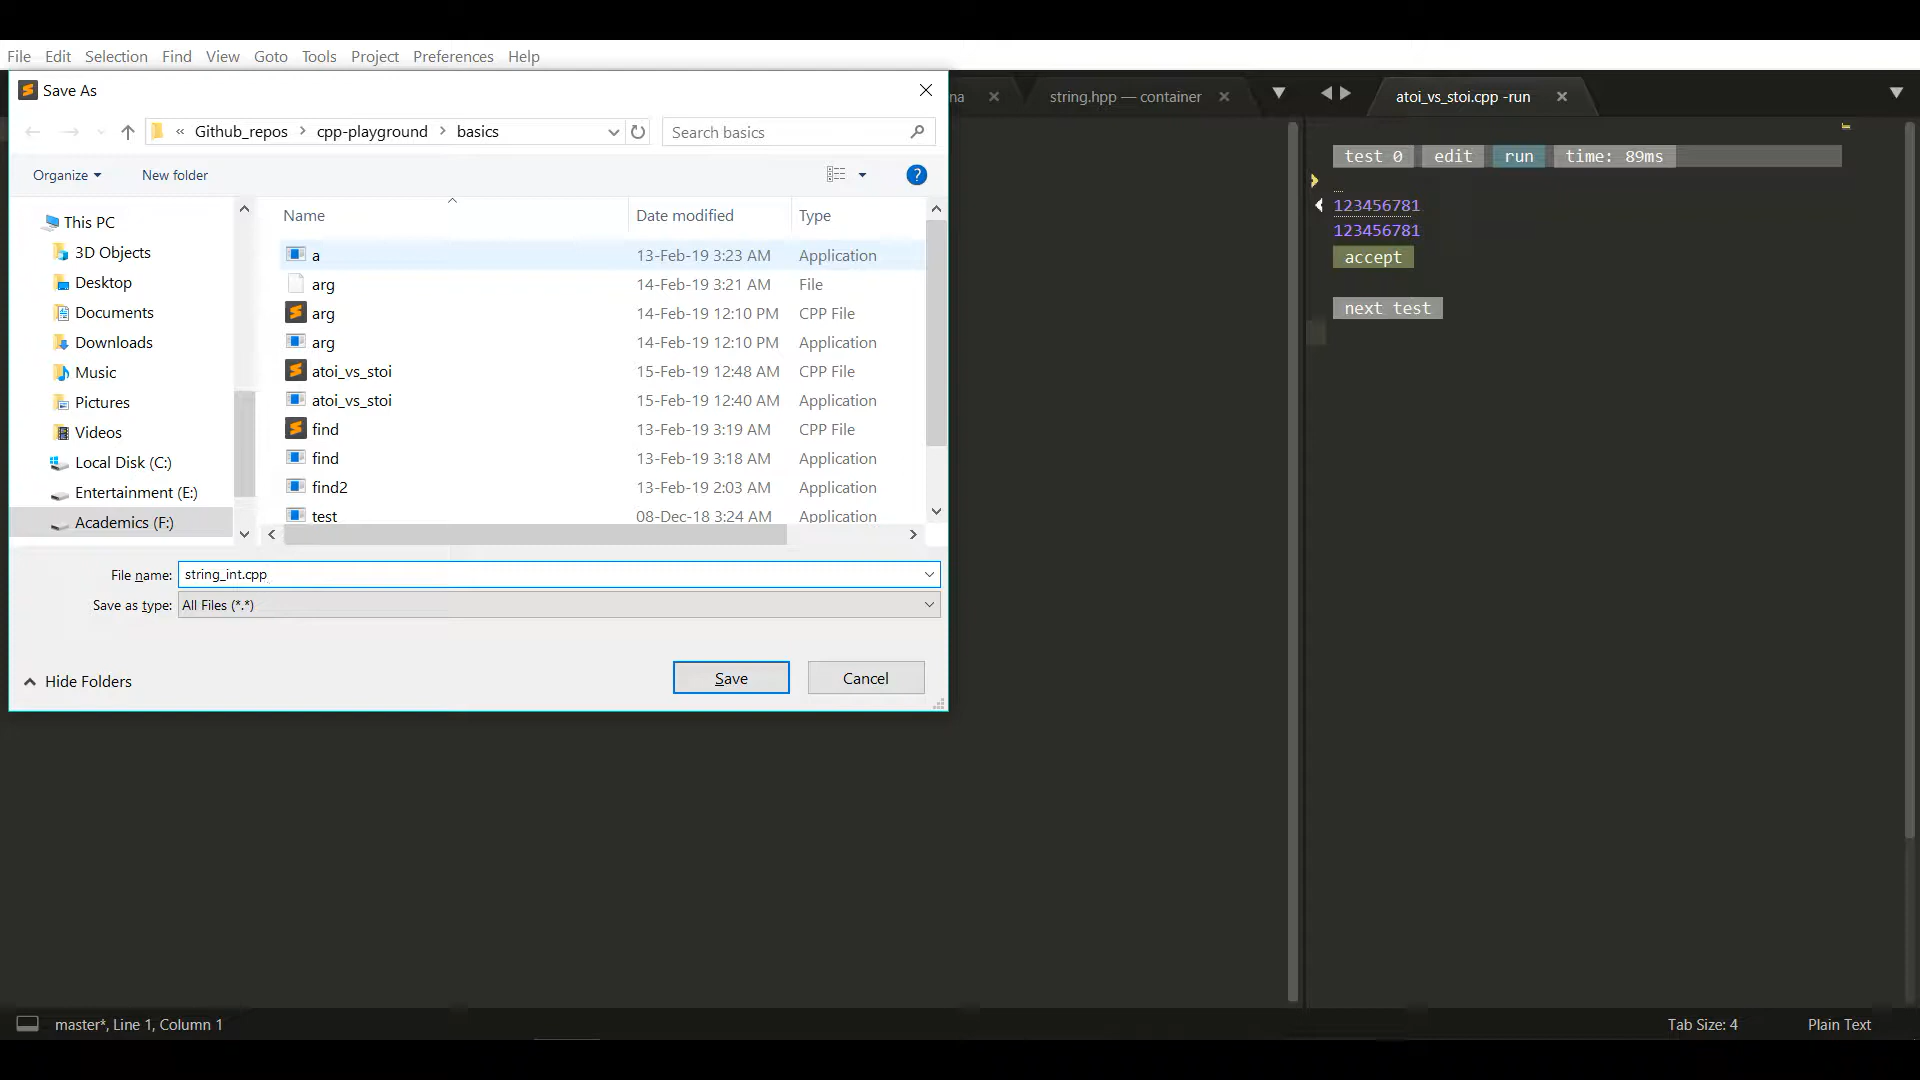 File Edit Selection Find View Goto Tools Project Preferences Help
Save As
« Github_repos > cpp-playground > basics
Search basics
Organize
New folder
?
This PC
3D Objects
Desktop
Documents
Downloads
Music
Pictures
Videos
Local Disk (C:)
Entertainment (E:)
Academics (F:)
Name Date modified Type
a 13-Feb-19 3:23 AM Application
arg 14-Feb-19 3:21 AM File
arg 14-Feb-19 12:10 PM CPP File
arg 14-Feb-19 12:10 PM Application
atoi_vs_stoi 15-Feb-19 12:48 AM CPP File
atoi_vs_stoi 15-Feb-19 12:40 AM Application
find 13-Feb-19 3:19 AM CPP File
find 13-Feb-19 3:18 AM Application
find2 13-Feb-19 2:03 AM Application
test 08-Dec-18 3:24 AM Application
File name: string_int.cpp
Save as type: All Files (*.*)
Hide Folders
Save
Cancel
na
string.hpp — container
atoi_vs_stoi.cpp -run
test 0 edit run time: 89ms
123456781
123456781
accept
next test
master*, Line 1, Column 1
Tab Size: 4
Plain Text